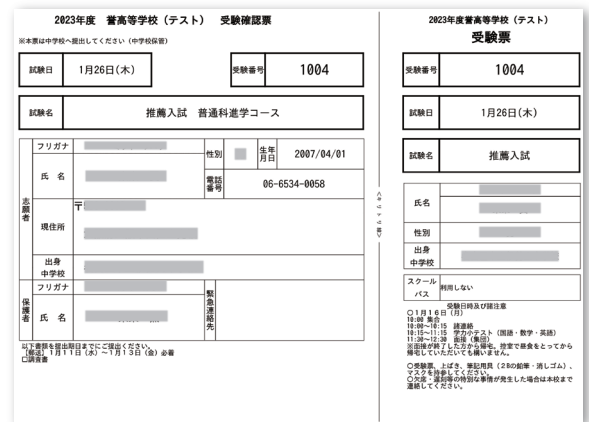 2023年度 誉高等学校（テスト） 受験確認票
※本票は中学校へ提出してください（中学校保管）
試験日 1月26日(木) 受験番号 1004
試験名 推薦入試 普通科進学コース
志願者
フリガナ 性別 生年月日 2007/04/01
氏 名 電話番号 06-6534-0058
現住所 〒
出身中学校
保護者
フリガナ 緊急連絡先
氏 名
以下書類を提出期日までにご提出ください。
【郵送】1月11日（水）～1月13日（金）必着
□調査書
＜キリトリ線＞
2023年度誉高等学校（テスト）
受験票
受験番号 1004
試験日 1月26日(木)
試験名 推薦入試
氏名
性別
出身中学校
スクールバス 利用しない
受験日時及び諸注意
○1月16日（月）
10:00 集合
10:00～10:15 諸連絡
10:15～11:15 学力小テスト（国語・数学・英語）
11:30～12:30 面接（集団）
※面接が終了した方から帰宅。控室で昼食をとってから
帰宅していただいても構いません。
○受験票、上ばき、筆記用具（2Bの鉛筆・消しゴム）、
マスクを持参してください。
○欠席・遅刻等の特別な事情が発生した場合は本校まで
連絡してください。